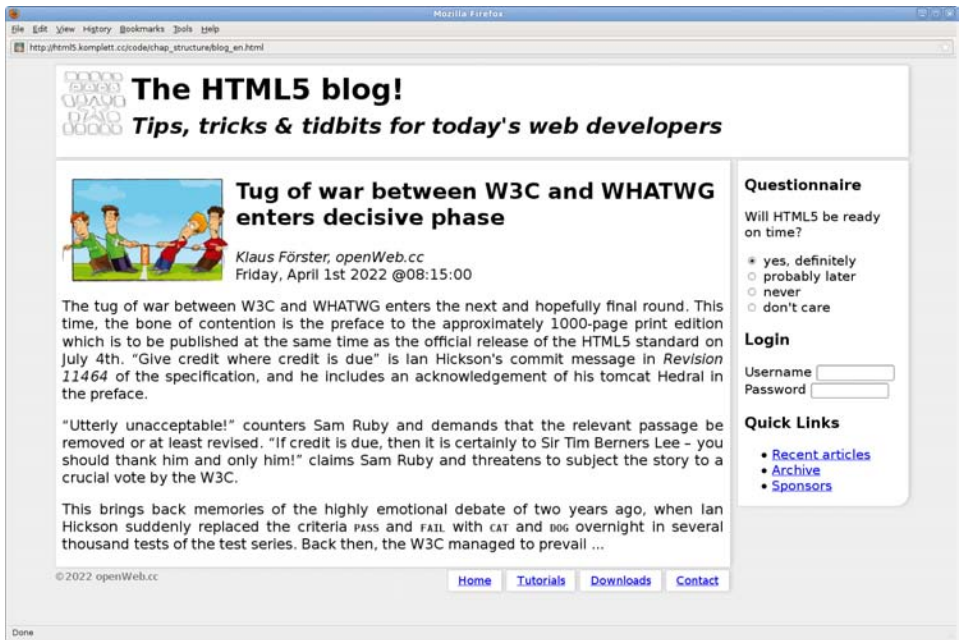 Mozilla Firefox
File Edit View History Bookmarks Tools Help
http://html5.komplett.cc/code/chap_structure/blog_en.html
The HTML5 blog!
Tips, tricks & tidbits for today's web developers
Tug of war between W3C and WHATWG
enters decisive phase
Klaus Förster, openWeb.cc
Friday, April 1st 2022 @08:15:00
The tug of war between W3C and WHATWG enters the next and hopefully final round. This
time, the bone of contention is the preface to the approximately 1000-page print edition
which is to be published at the same time as the official release of the HTML5 standard on
July 4th. “Give credit where credit is due” is Ian Hickson's commit message in Revision
11464 of the specification, and he includes an acknowledgement of his tomcat Hedral in
the preface.
“Utterly unacceptable!” counters Sam Ruby and demands that the relevant passage be
removed or at least revised. “If credit is due, then it is certainly to Sir Tim Berners Lee – you
should thank him and only him!” claims Sam Ruby and threatens to subject the story to a
crucial vote by the W3C.
This brings back memories of the highly emotional debate of two years ago, when Ian
Hickson suddenly replaced the criteria PASS and FAIL with CAT and DOG overnight in several
thousand tests of the test series. Back then, the W3C managed to prevail ...
Questionnaire
Will HTML5 be ready
on time?
yes, definitely
probably later
never
don't care
Login
Username
Password
Quick Links
• Recent articles
• Archive
• Sponsors
©2022 openWeb.cc
Home Tutorials Downloads Contact
Done